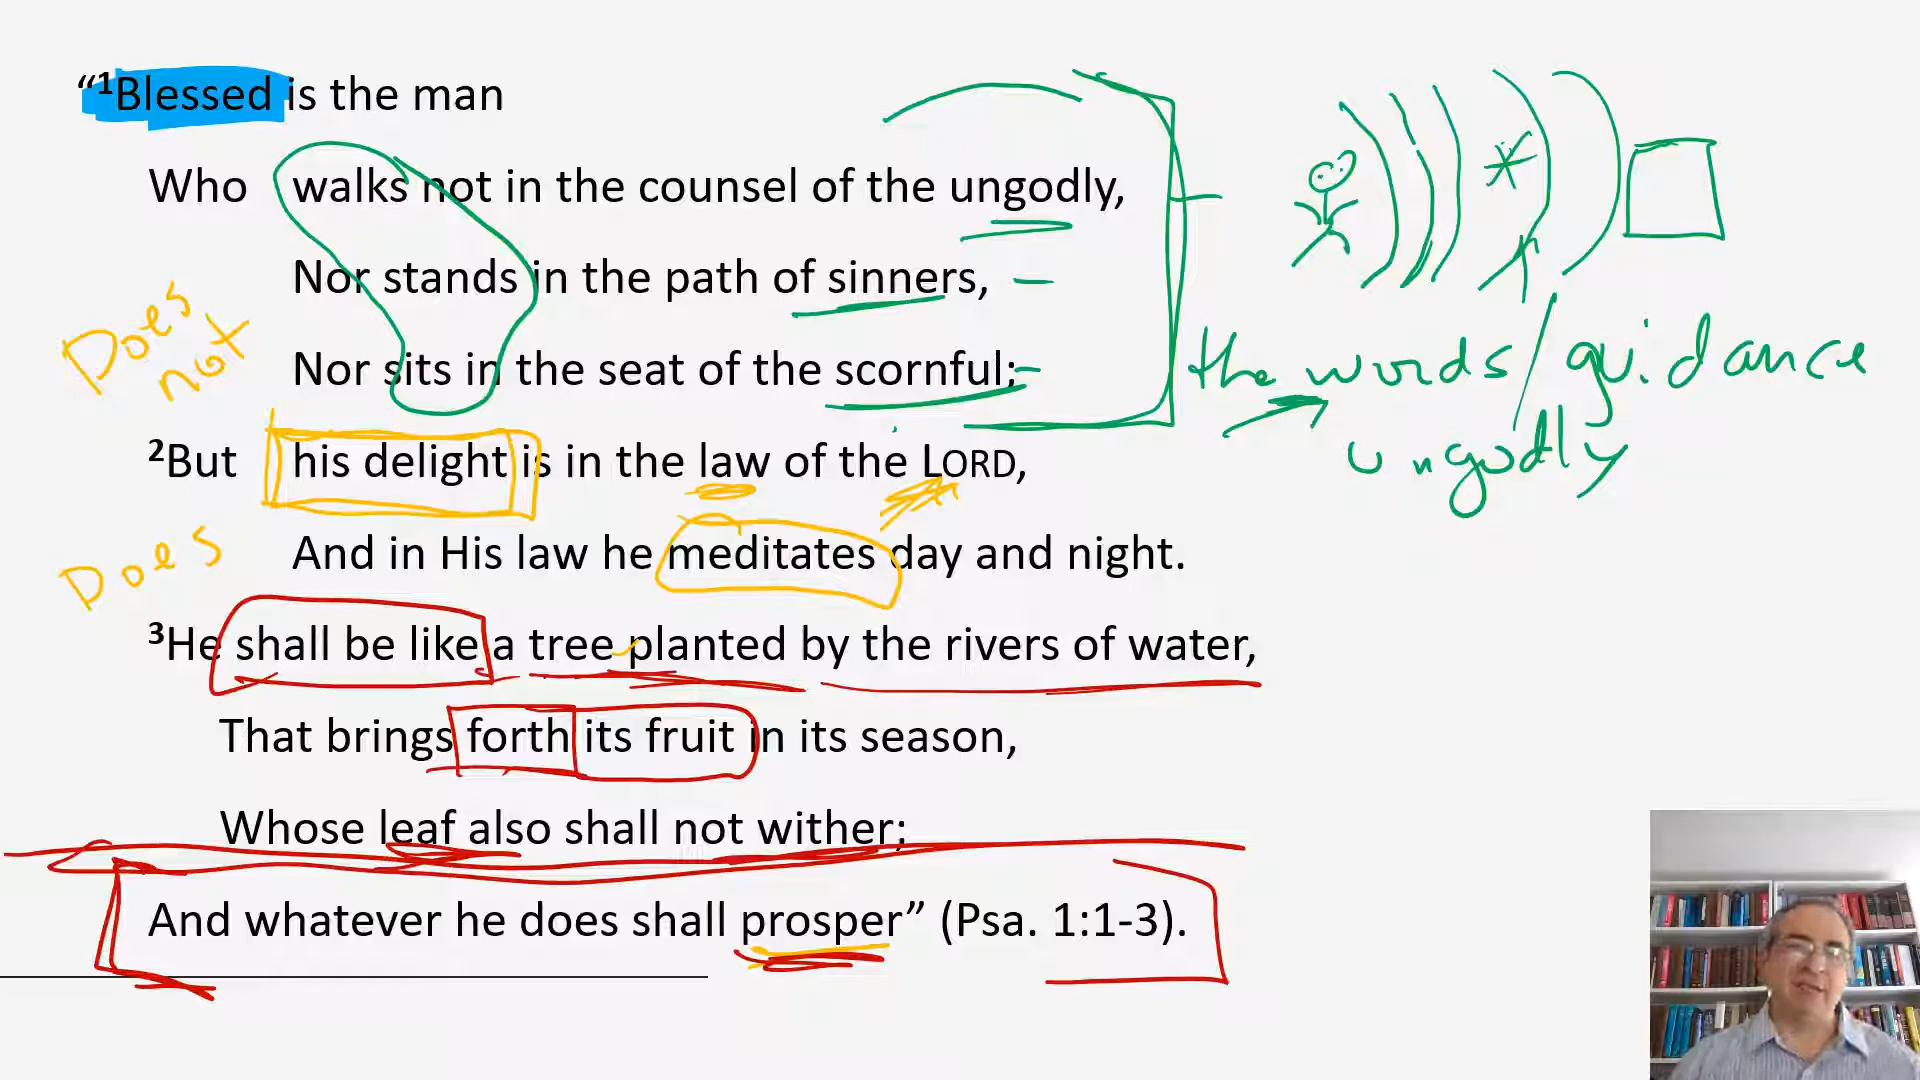 “¹Blessed is the man
Who walks not in the counsel of the ungodly,
Nor stands in the path of sinners,
Nor sits in the seat of the scornful;
²But his delight is in the law of the LORD,
And in His law he meditates day and night.
³He shall be like a tree planted by the rivers of water,
That brings forth its fruit in its season,
Whose leaf also shall not wither;
And whatever he does shall prosper” (Psa. 1:1-3).
Does
not
Does
the words/guidance
ungodly